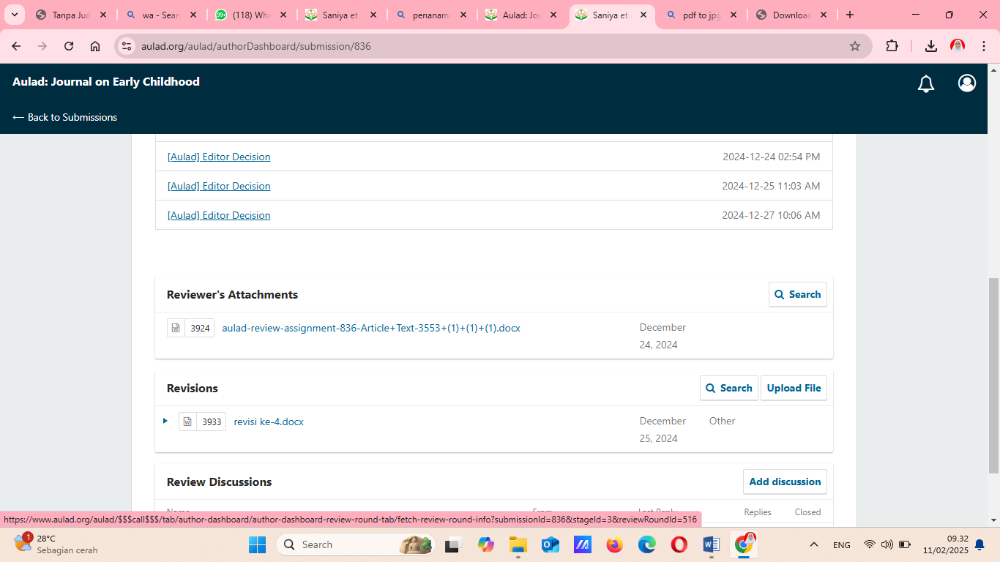 Tanpa Jud
wa - Sear
(118) Wha
Saniya et
penanam
Aulad: Jou
Saniya et
pdf to jpg
Download
aulad.org/aulad/authorDashboard/submission/836
Aulad: Journal on Early Childhood
← Back to Submissions
[Aulad] Editor Decision 2024-12-24 02:54 PM
[Aulad] Editor Decision 2024-12-25 11:03 AM
[Aulad] Editor Decision 2024-12-27 10:06 AM
Reviewer's Attachments Search
3924 aulad-review-assignment-836-Article+Text-3553+(1)+(1)+(1).docx December
24, 2024
Revisions Search Upload File
3933 revisi ke-4.docx December Other
25, 2024
Review Discussions Add discussion
Name From Last Reply Replies Closed
https://www.aulad.org/aulad/$$$call$$$/tab/author-dashboard/author-dashboard-review-round-tab/fetch-review-round-info?submissionId=836&stageId=3&reviewRoundId=516
1
28°C
Sebagian cerah
Search
ENG
09.32
11/02/2025